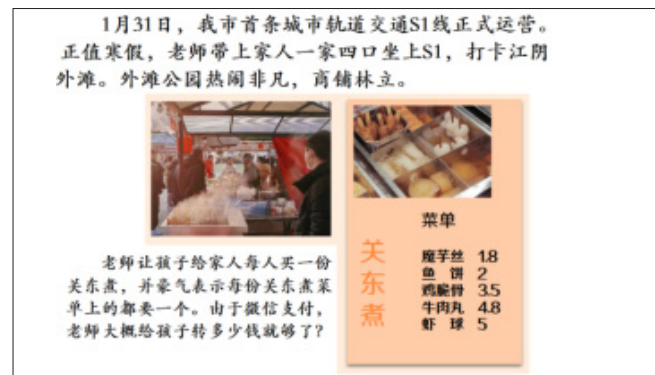 1月31日，我市首条城市轨道交通S1线正式运营。
正值寒假，老师带上家人一家四口坐上S1，打卡江阴
外滩。外滩公园热闹非凡，商铺林立。
老师让孩子给家人每人买一份
关东煮，并豪气表示每份关东煮菜
单上的都要一个。由于微信支付，
老师大概给孩子转多少钱就够了？
关东煮
菜单
魔芋丝 1.8
鱼 饼 2
鸡脆骨 3.5
牛肉丸 4.8
虾 球 5